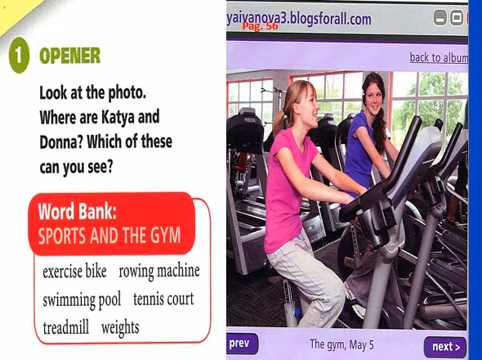 1 OPENER
Look at the photo.
Where are Katya and
Donna? Which of these
can you see?
Word Bank:
SPORTS AND THE GYM
exercise bike rowing machine
swimming pool tennis court
treadmill weights
yaivanova3.blogsforall.com
Pag. 56
back to album
prev
The gym, May 5
next >